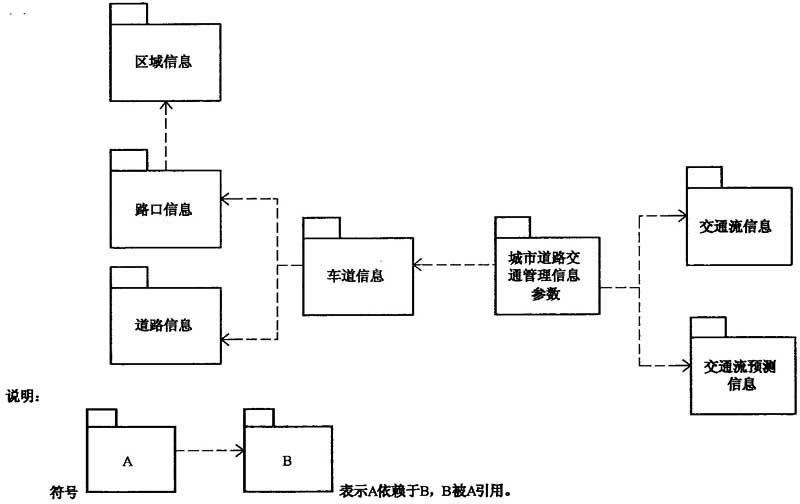 区域信息
路口信息
道路信息
车道信息
城市道路交
通管理信息
参数
交通流信息
交通流预测
信息
说明：
A
B
符号
表示A依赖于B，B被A引用。